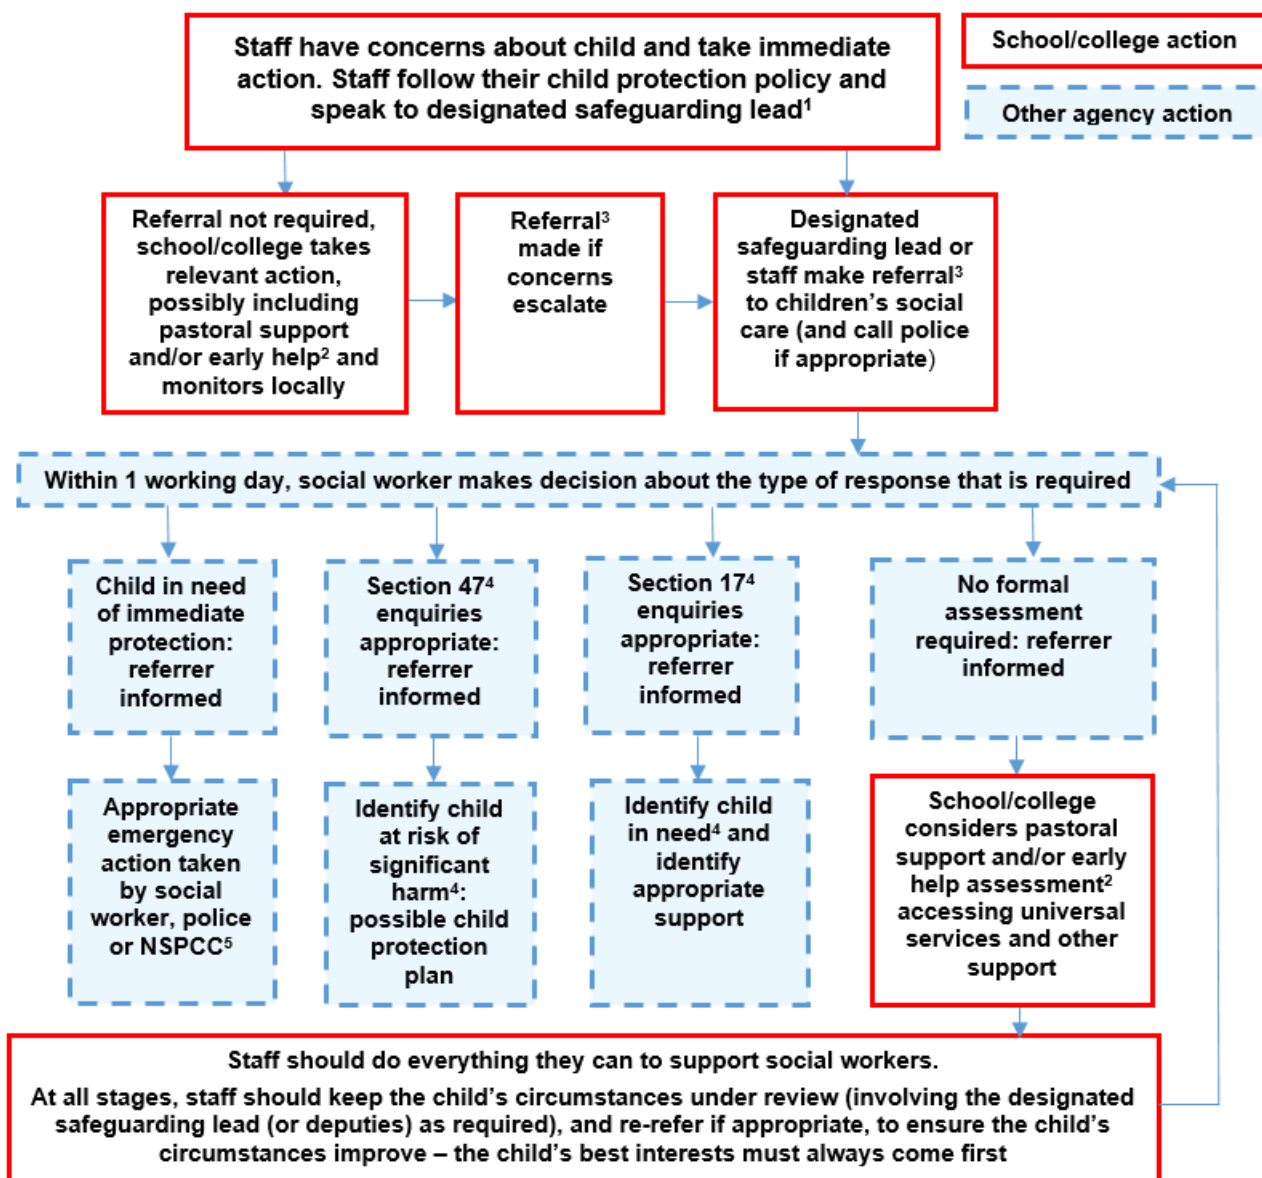 Staff have concerns about child and take immediate
action. Staff follow their child protection policy and
speak to designated safeguarding lead¹
School/college action
Other agency action
Referral not required,
school/college takes
relevant action,
possibly including
pastoral support
and/or early help² and
monitors locally
Referral³
made if
concerns
escalate
Designated
safeguarding lead or
staff make referral³
to children’s social
care (and call police
if appropriate)
Within 1 working day, social worker makes decision about the type of response that is required
Child in need
of immediate
protection:
referrer
informed
Section 47⁴
enquiries
appropriate:
referrer
informed
Section 17⁴
enquiries
appropriate:
referrer
informed
No formal
assessment
required: referrer
informed
Appropriate
emergency
action taken
by social
worker, police
or NSPCC⁵
Identify child
at risk of
significant
harm⁴:
possible child
protection
plan
Identify child
in need⁴ and
identify
appropriate
support
School/college
considers pastoral
support and/or early
help assessment²
accessing universal
services and other
support
Staff should do everything they can to support social workers.
At all stages, staff should keep the child’s circumstances under review (involving the designated
safeguarding lead (or deputies) as required), and re-refer if appropriate, to ensure the child’s
circumstances improve – the child’s best interests must always come first